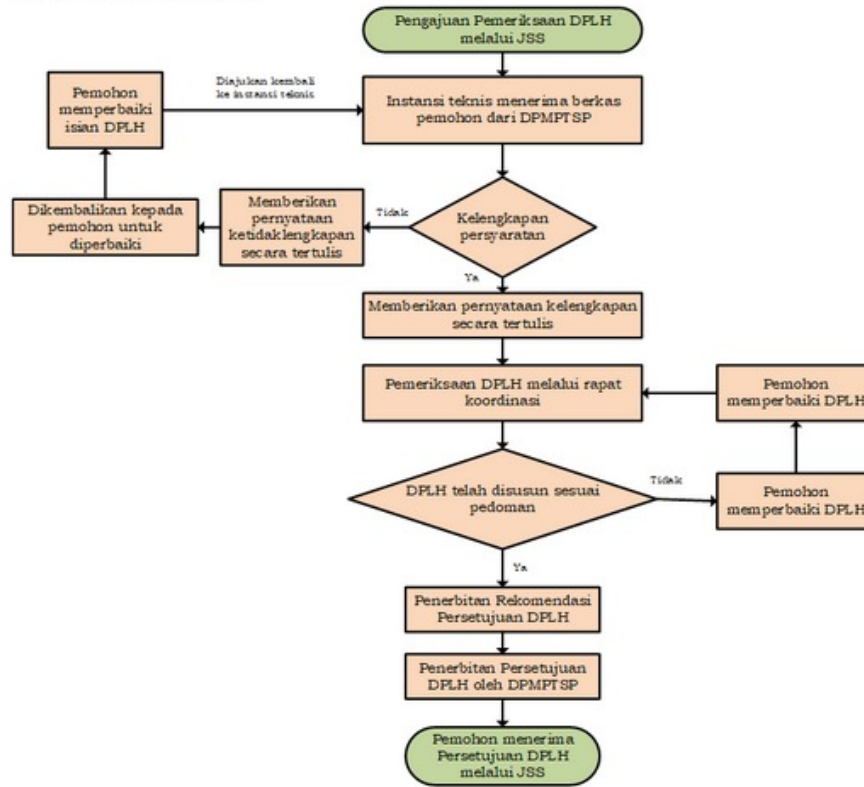 Pengajuan Pemeriksaan DPLH
melalui JSS
Pemohon
memperbaiki
isian DPLH
Diajukan kembali
ke instansi teknis
Instansi teknis menerima berkas
pemohon dari DPMPTSP
Dikembalikan kepada
pemohon untuk
diperbaiki
Memberikan
pernyataan
ketidaklengkapan
secara tertulis
Tidak
Kelengkapan
persyaratan
Ya
Memberikan pernyataan kelengkapan
secara tertulis
Pemeriksaan DPLH melalui rapat
koordinasi
Pemohon
memperbaiki DPLH
DPLH telah disusun sesuai
pedoman
Tidak
Pemohon
memperbaiki DPLH
Ya
Penerbitan Rekomendasi
Persetujuan DPLH
Penerbitan Persetujuan
DPLH oleh DPMPTSP
Pemohon menerima
Persetujuan DPLH
melalui JSS